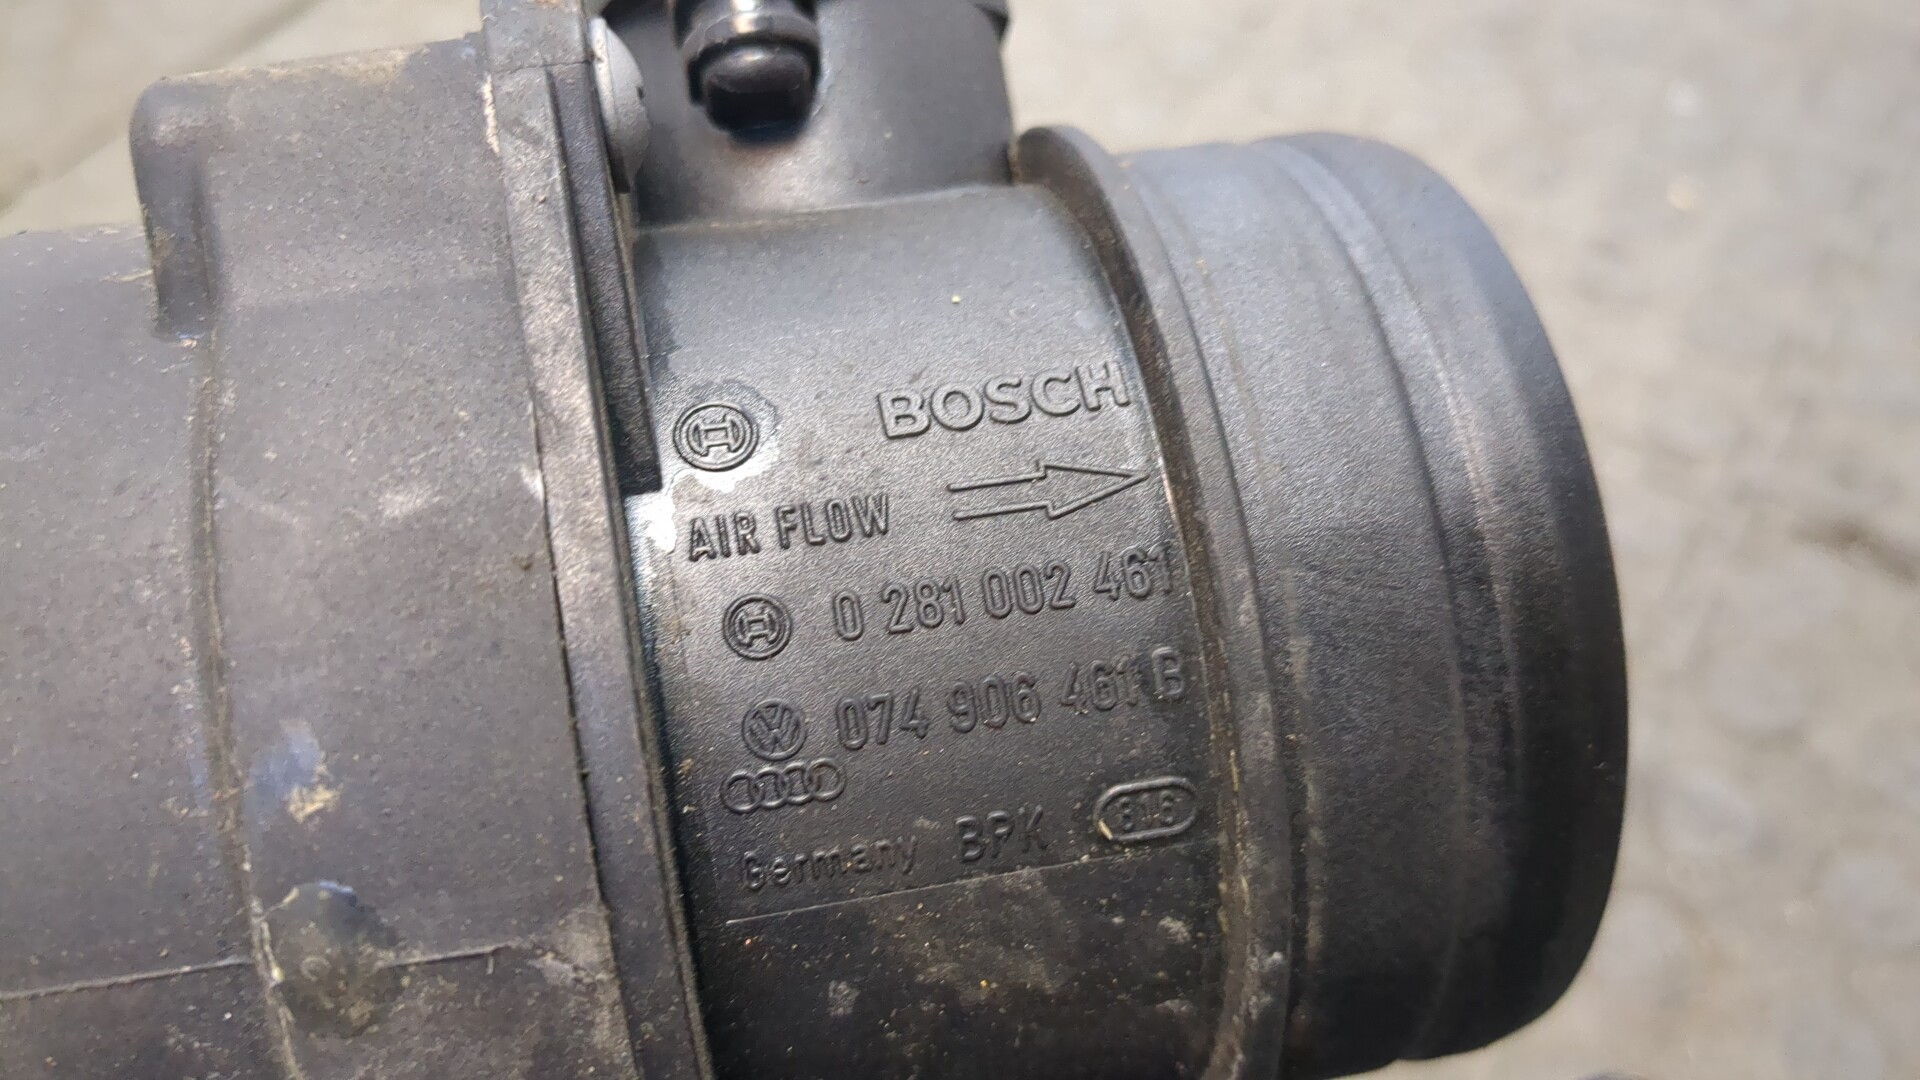 BOSCH
AIR FLOW
0 281 002 461
074 906 461 B
Germany BPK 816